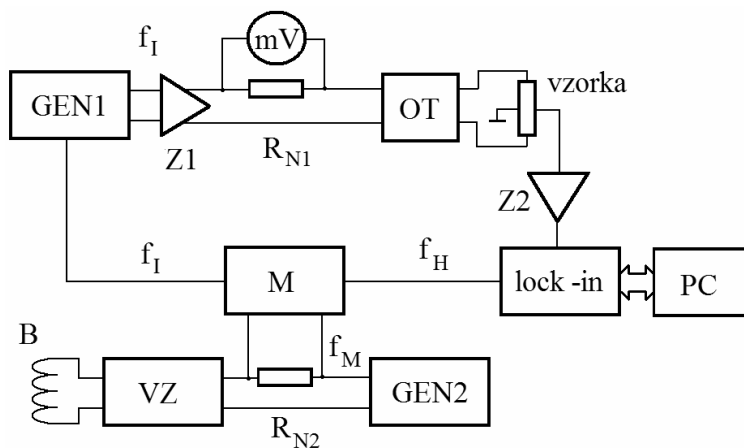 f_I
mV
GEN1
OT
vzorka
Z1
R_N1
Z2
f_I
M
f_H
lock -in
PC
B
VZ
f_M
GEN2
R_N2